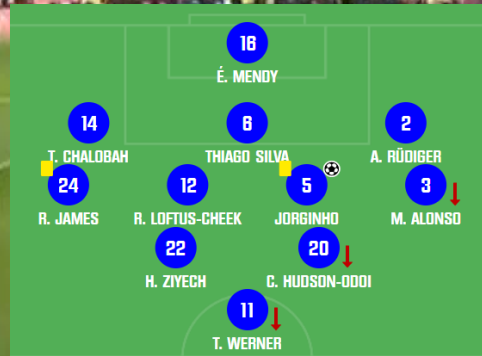 16
É. MENDY
14 6 2
T. CHALOBAH THIAGO SILVA A. RÜDIGER
24 12 5 3
R. JAMES R. LOFTUS-CHEEK JORGINHO M. ALONSO
22 20
H. ZIYECH C. HUDSON-ODOI
11
T. WERNER